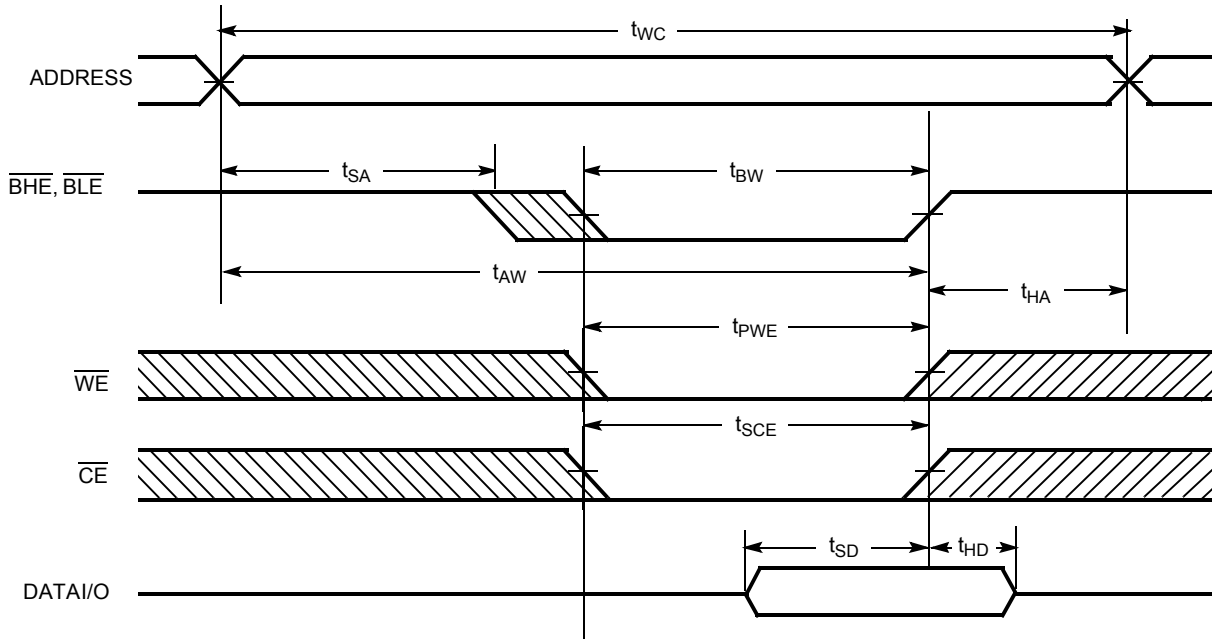 tWC
ADDRESS
tSA
tBW
BHE, BLE
tAW
tHA
tPWE
WE
tSCE
CE
tSD
tHD
DATAI/O